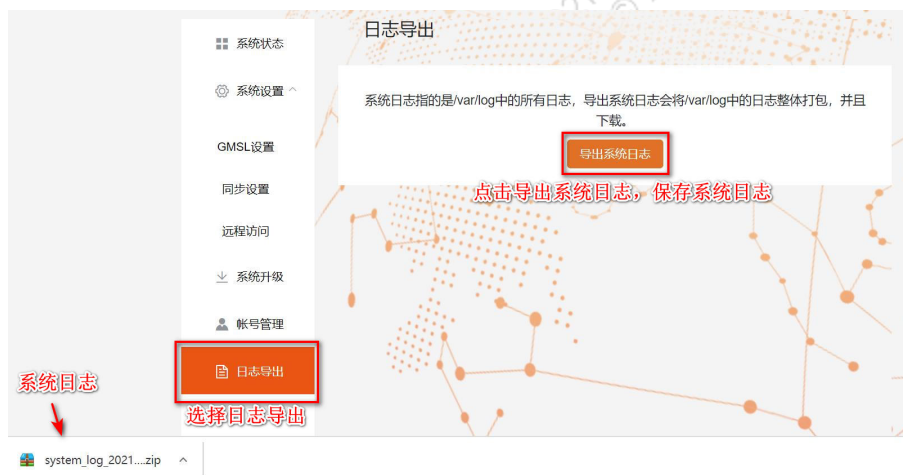 日志导出
系统状态
系统设置
GMSL设置
同步设置
远程访问
系统升级
帐号管理
日志导出
选择日志导出
系统日志指的是/var/log中的所有日志，导出系统日志会将/var/log中的日志整体打包，并且
下载。
导出系统日志
点击导出系统日志，保存系统日志
系统日志
system_log_2021....zip